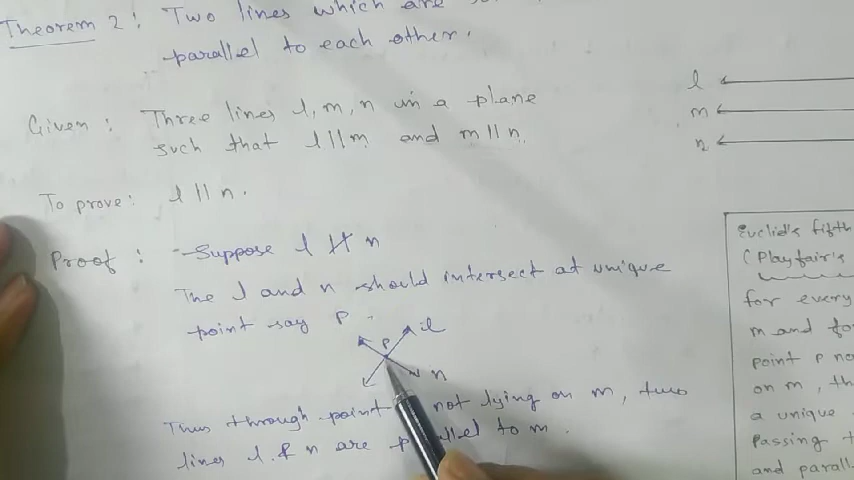 Theorem 2: Two lines which are
parallel to each other.
Given: Three lines l, m, n in a plane
such that l || m and m || n.
To prove: l || n.
Proof: Suppose l ∦ n
The l and n should intersect at unique
point say P.
P
l
n
Thus through point not lying on m, two
lines l & n are parallel to m.
l
m
n
Euclid's fifth
(Playfair's
for every
m and for
point P no
on m, th
a unique
Passing t
and parall